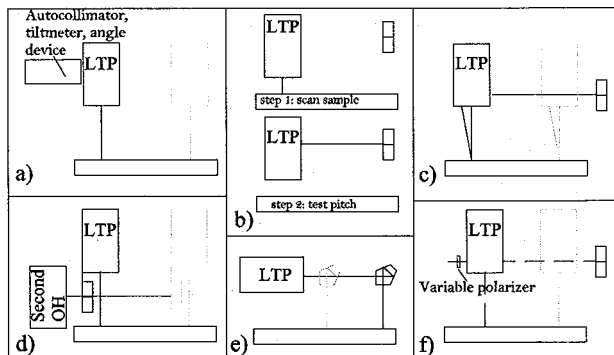 Autocollimator,
tiltmeter, angle
device
LTP
a)
LTP
step 1: scan sample
LTP
step 2: test pitch
b)
LTP
c)
LTP
Second
OH
d)
LTP
e)
LTP
Variable polarizer
f)